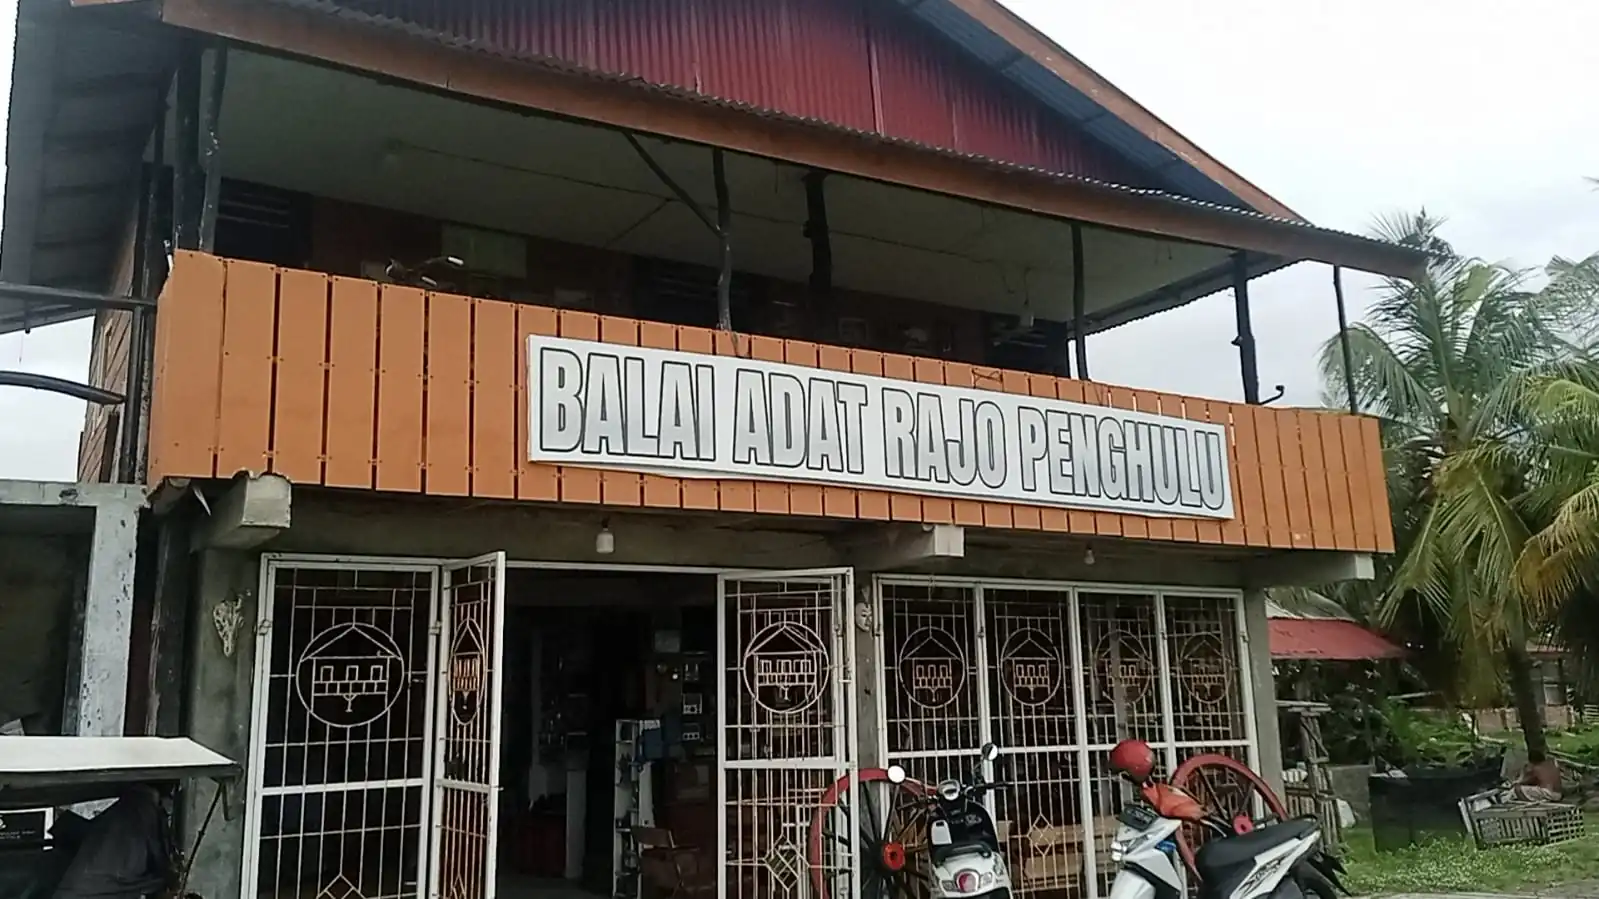 BALAI ADAT RAJO PENGHULU